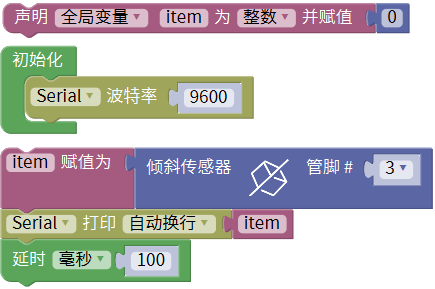 声明 全局变量 item 为 整数 并赋值 0
初始化
Serial 波特率 9600
item 赋值为 倾斜传感器 管脚 # 3
Serial 打印 自动换行 item
延时 毫秒 100